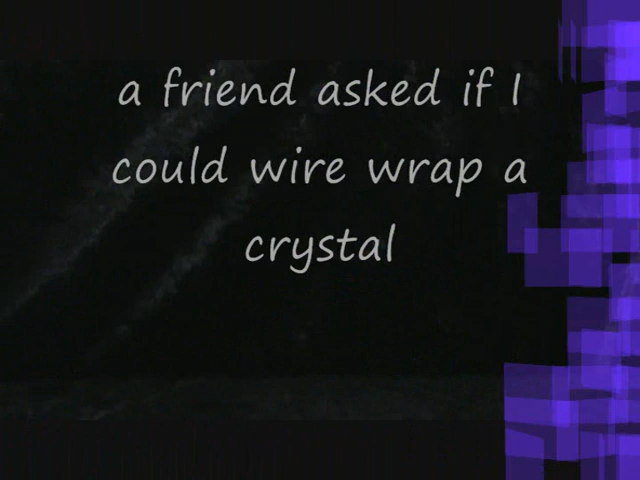 a friend asked if I
could wire wrap a
crystal